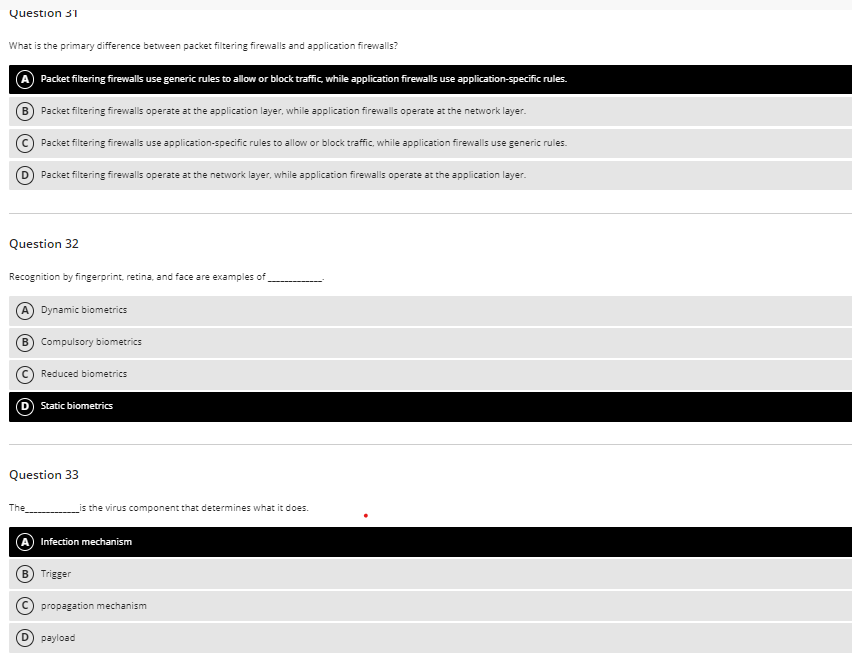 Question 31
What is the primary difference between packet filtering firewalls and application firewalls?
A Packet filtering firewalls use generic rules to allow or block traffic, while application firewalls use application-specific rules.
B Packet filtering firewalls operate at the application layer, while application firewalls operate at the network layer.
C Packet filtering firewalls use application-specific rules to allow or block traffic, while application firewalls use generic rules.
D Packet filtering firewalls operate at the network layer, while application firewalls operate at the application layer.
Question 32
Recognition by fingerprint, retina, and face are examples of _____________.
A Dynamic biometrics
B Compulsory biometrics
C Reduced biometrics
D Static biometrics
Question 33
The_____________is the virus component that determines what it does.
A Infection mechanism
B Trigger
C propagation mechanism
D payload